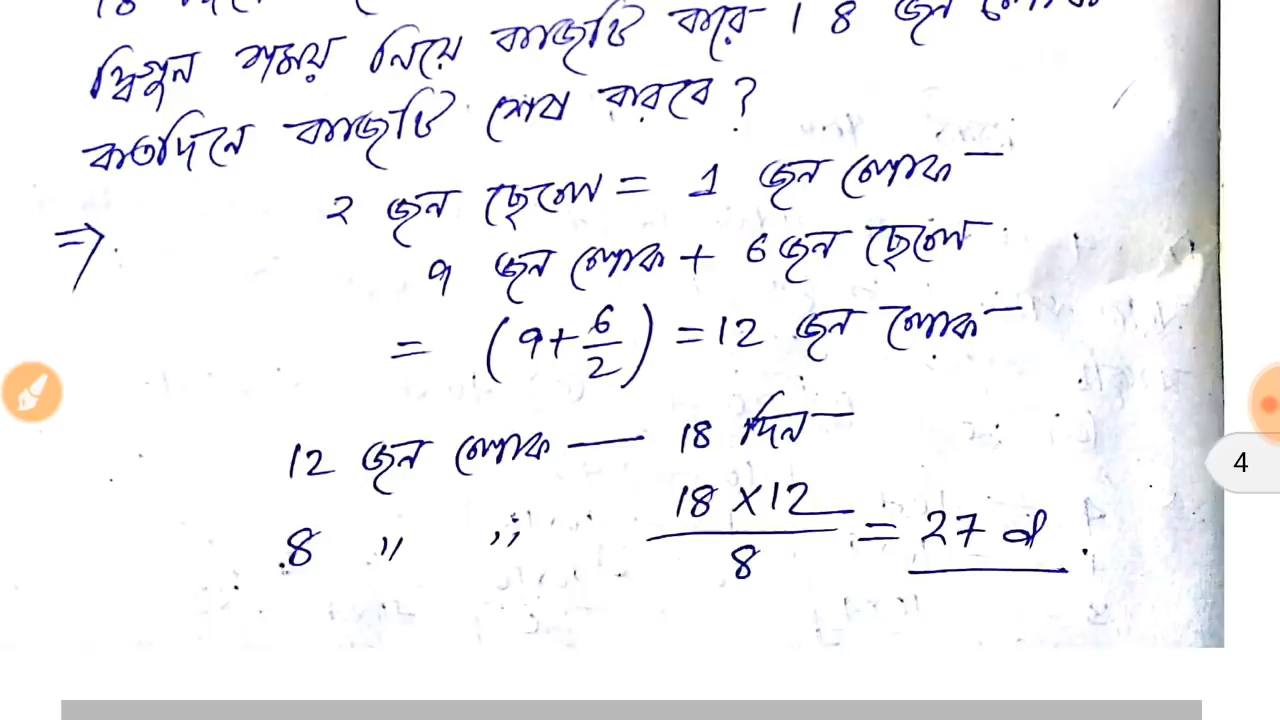 18 দিনে
দ্বিগুন সময় নিয়ে কাজটি করে । 8 জন লোক
কতদিনে কাজটি শেষ করবে ?
⇒ 2 জন ছেলে = 1 জন লোক
9 জন লোক + 6 জন ছেলে
= (9+6/2) = 12 জন লোক
12 জন লোক — 18 দিন
8 " " 18 X 12 / 8 = 27 d .
4